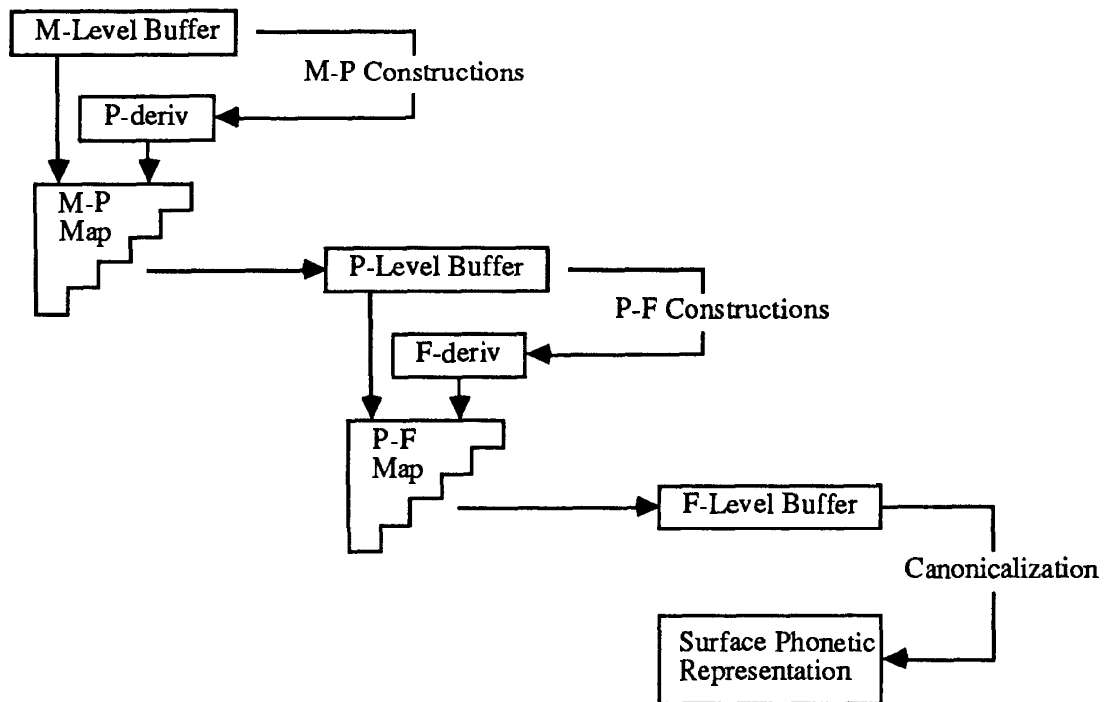 M-Level Buffer
M-P Constructions
P-deriv
M-P
Map
P-Level Buffer
P-F Constructions
F-deriv
P-F
Map
F-Level Buffer
Canonicalization
Surface Phonetic
Representation